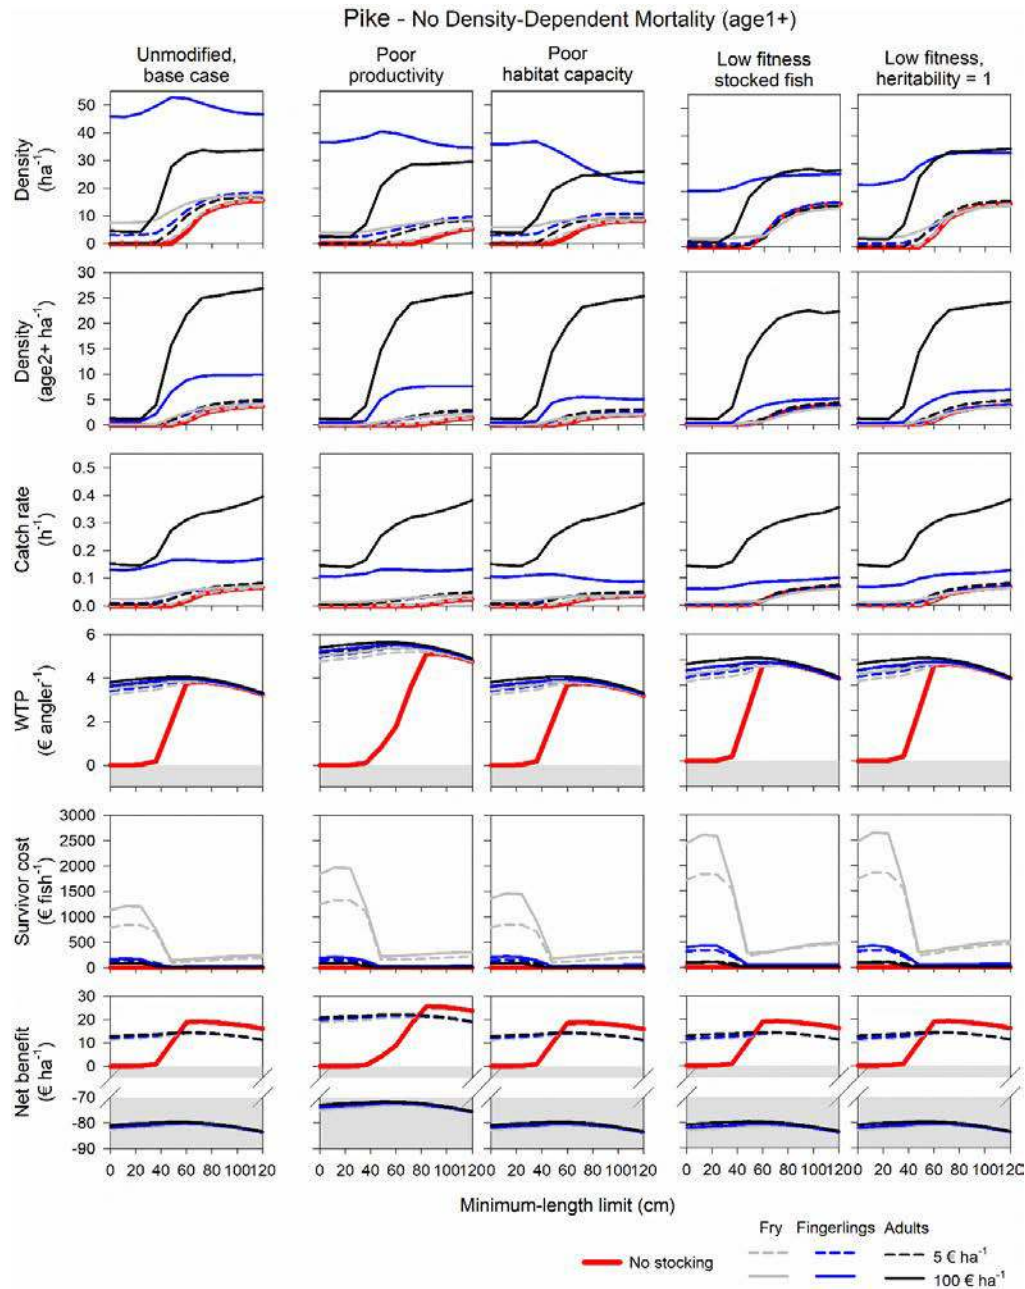 Pike - No Density-Dependent Mortality (age1+)
Unmodified,
base case
Poor
productivity
Poor
habitat capacity
Low fitness
stocked fish
Low fitness,
heritability = 1
Density
(ha⁻¹)
50
40
30
20
10
0
Density
(age2+ ha⁻¹)
30
25
20
15
10
5
0
Catch rate
(h⁻¹)
0.5
0.4
0.3
0.2
0.1
0.0
WTP
(€ angler⁻¹)
6
4
2
0
Survivor cost
(€ fish⁻¹)
3000
2500
2000
1500
1000
500
0
Net benefit
(€ ha⁻¹)
30
20
10
0
-70
-80
-90
0 20 40 60 80 100 120
0 20 40 60 80 100 120
0 20 40 60 80 100 120
0 20 40 60 80 100 120
0 20 40 60 80 100 120
Minimum-length limit (cm)
Fry Fingerlings Adults
No stocking
5 € ha⁻¹
100 € ha⁻¹